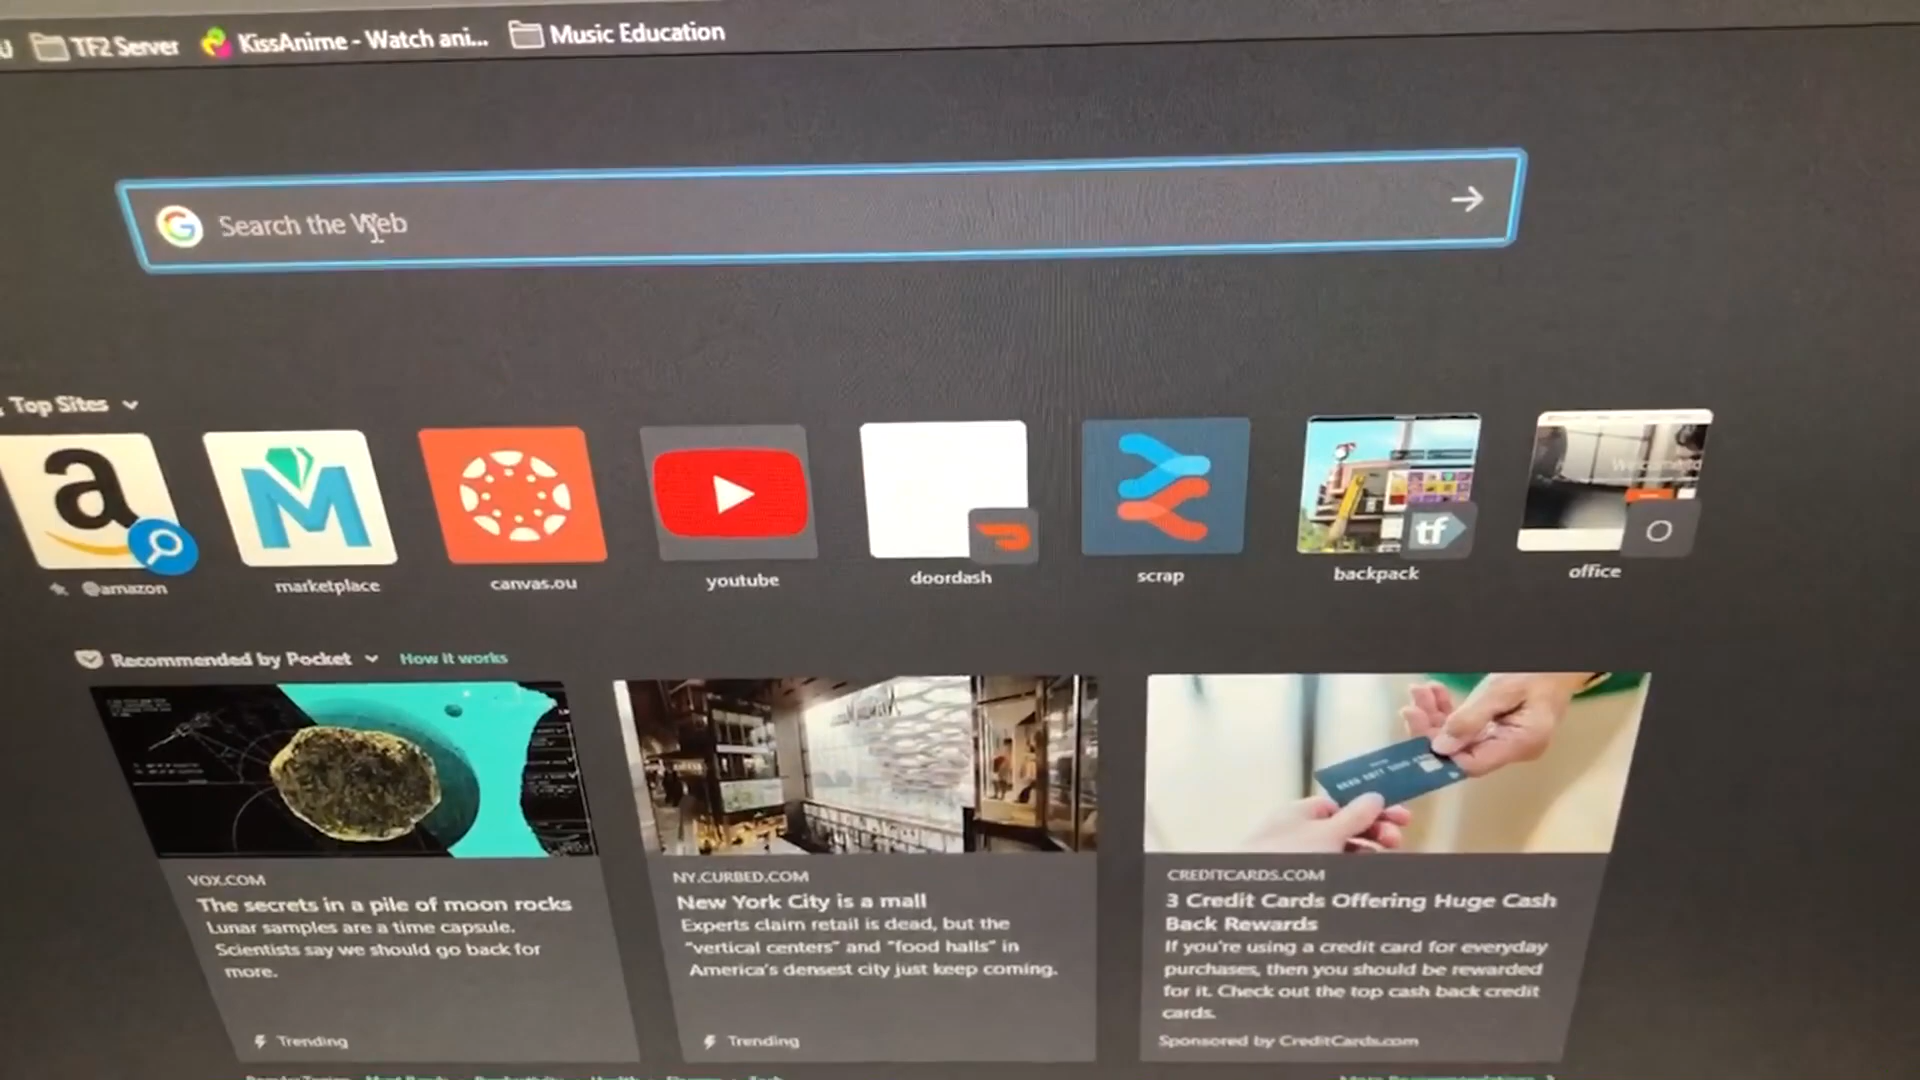 TF2 Server
KissAnime - Watch ani...
Music Education
Search the Web
Top Sites
@amazon
marketplace
canvas.ou
youtube
doordash
scrap
backpack
tf
office
Recommended by Pocket
How it works
VOX.COM
The secrets in a pile of moon rocks
Lunar samples are a time capsule.
Scientists say we should go back for
more.
Trending
NY.CURBED.COM
New York City is a mall
Experts claim retail is dead, but the
"vertical centers" and "food halls" in
America's densest city just keep coming.
Trending
CREDITCARDS.COM
3 Credit Cards Offering Huge Cash
Back Rewards
If you're using a credit card for everyday
purchases, then you should be rewarded
for it. Check out the top cash back credit
cards.
Sponsored by CreditCards.com